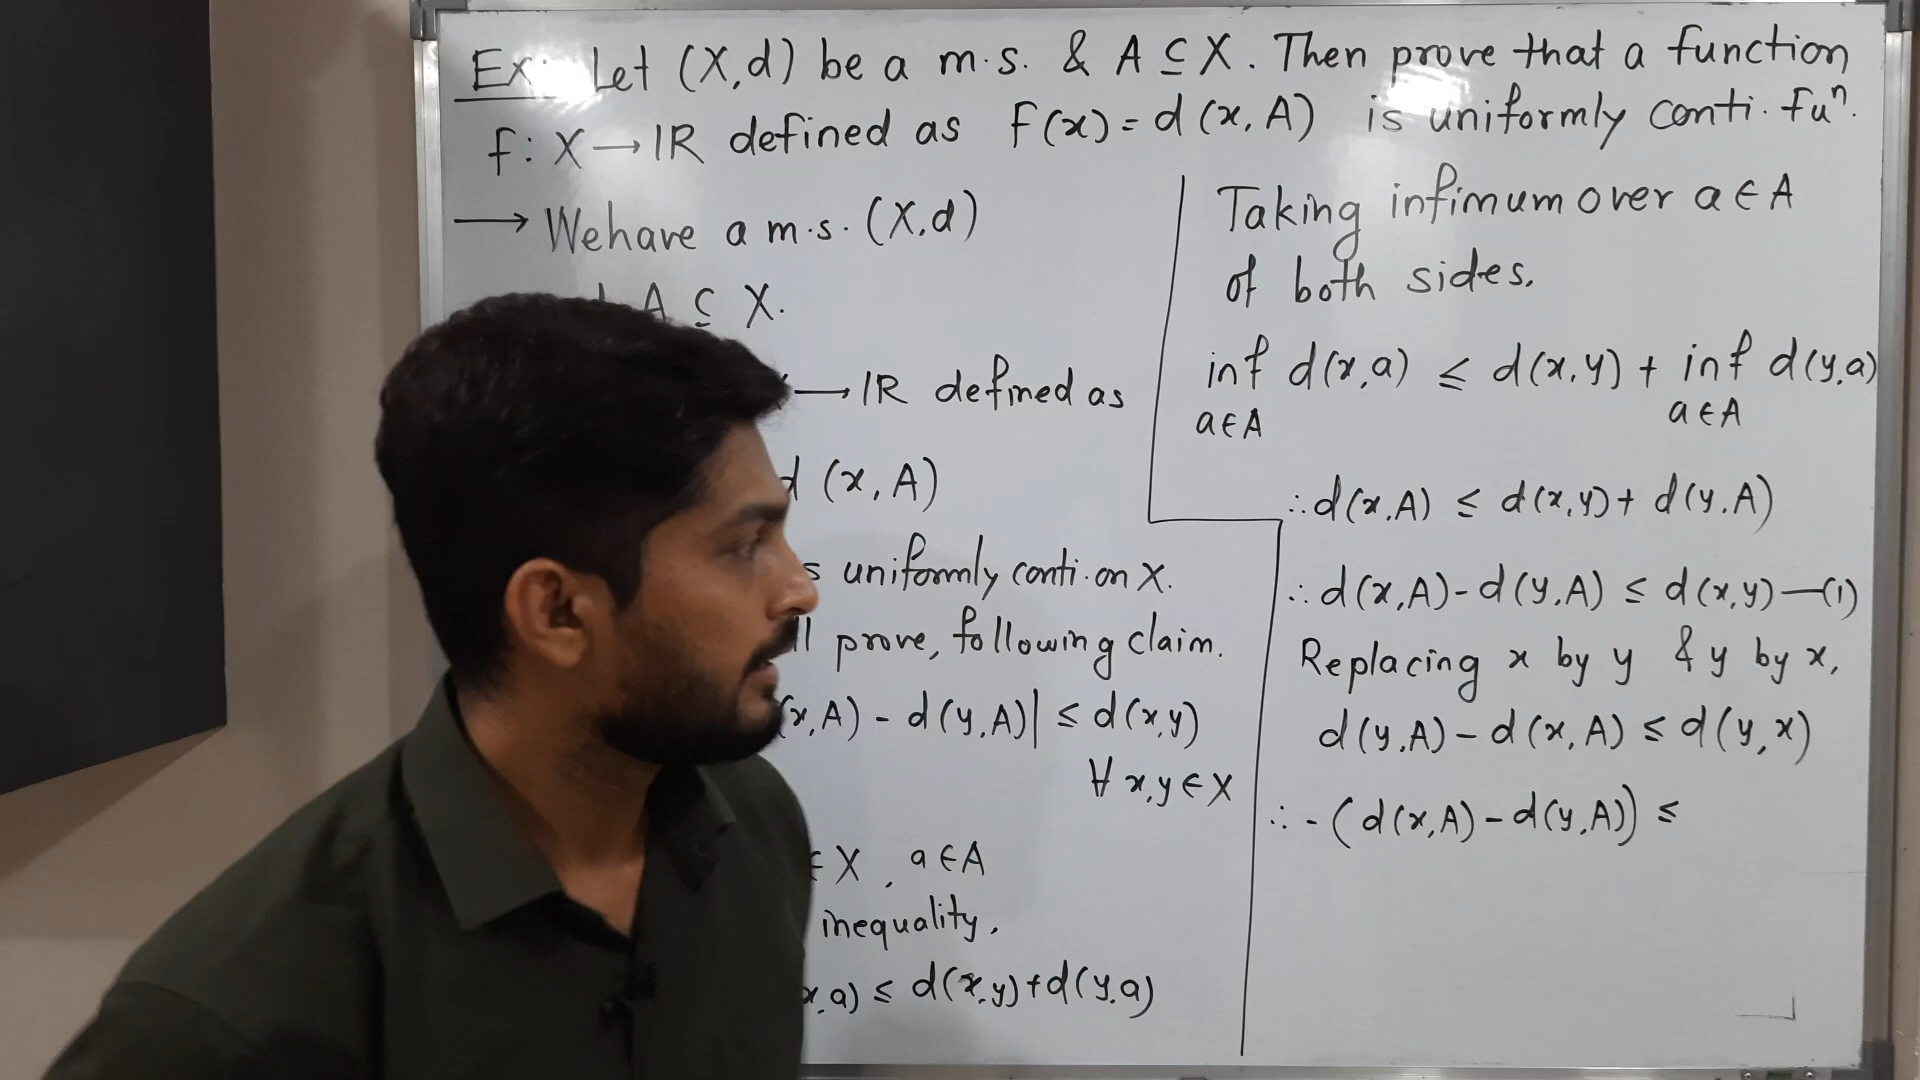 Ex: Let (X,d) be a m.s. & A ⊆ X. Then prove that a function
f: X → IR defined as f(x) = d(x,A) is uniformly conti. fuⁿ.
→ We have a m.s. (X,d)
A ⊆ X.
→ IR defined as
d (x,A)
s uniformly conti. on X.
ll prove, following claim.
(x,A) - d(y,A)| ≤ d(x,y)
∀ x,y ∈ X
∈ X, a ∈ A
inequality,
x,a) ≤ d(x,y)+d(y,a)
Taking infimum over a ∈ A
of both sides,
inf d(x,a) ≤ d(x,y) + inf d(y,a)
a∈A a∈A
∴ d(x,A) ≤ d(x,y) + d(y,A)
∴ d(x,A) - d(y,A) ≤ d(x,y) —(1)
Replacing x by y & y by x,
d(y,A) - d(x,A) ≤ d(y,x)
∴ -(d(x,A) - d(y,A)) ≤